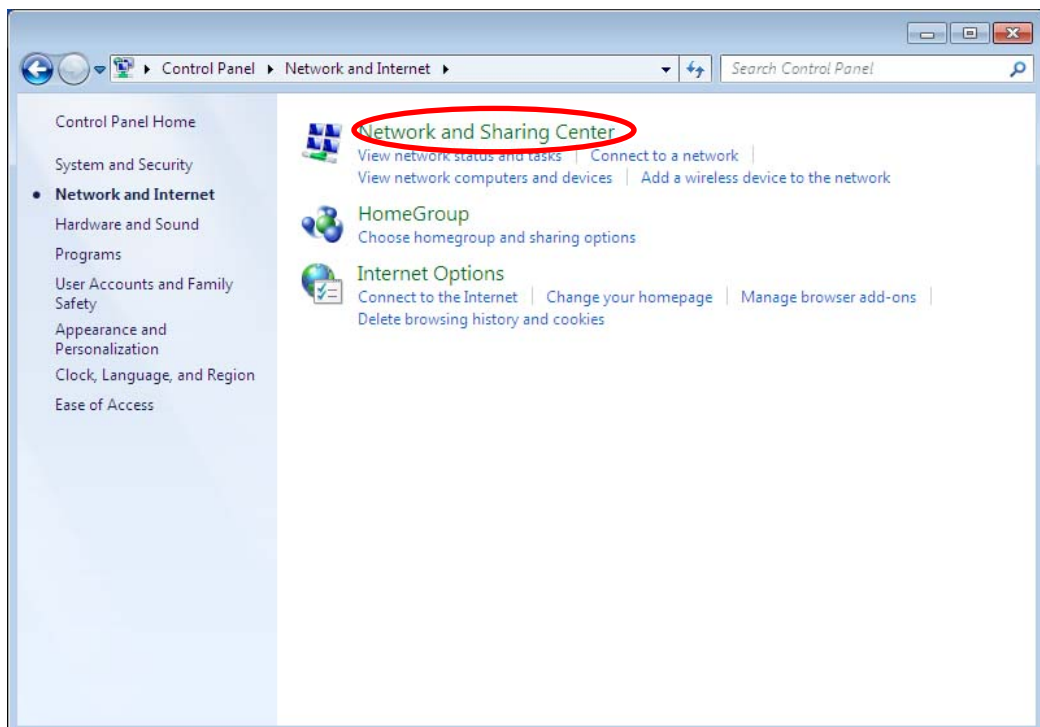 Control Panel Network and Internet
Search Control Panel
Control Panel Home
System and Security
Network and Internet
Hardware and Sound
Programs
User Accounts and Family
Safety
Appearance and
Personalization
Clock, Language, and Region
Ease of Access
Network and Sharing Center
View network status and tasks Connect to a network
View network computers and devices Add a wireless device to the network
HomeGroup
Choose homegroup and sharing options
Internet Options
Connect to the Internet Change your homepage Manage browser add-ons
Delete browsing history and cookies